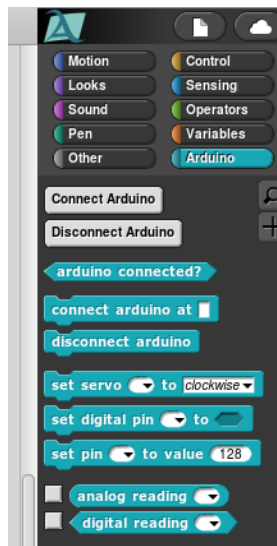 Motion Control
Looks Sensing
Sound Operators
Pen Variables
Other Arduino
Connect Arduino
Disconnect Arduino
arduino connected?
connect arduino at
disconnect arduino
set servo to clockwise
set digital pin to
set pin to value 128
analog reading
digital reading